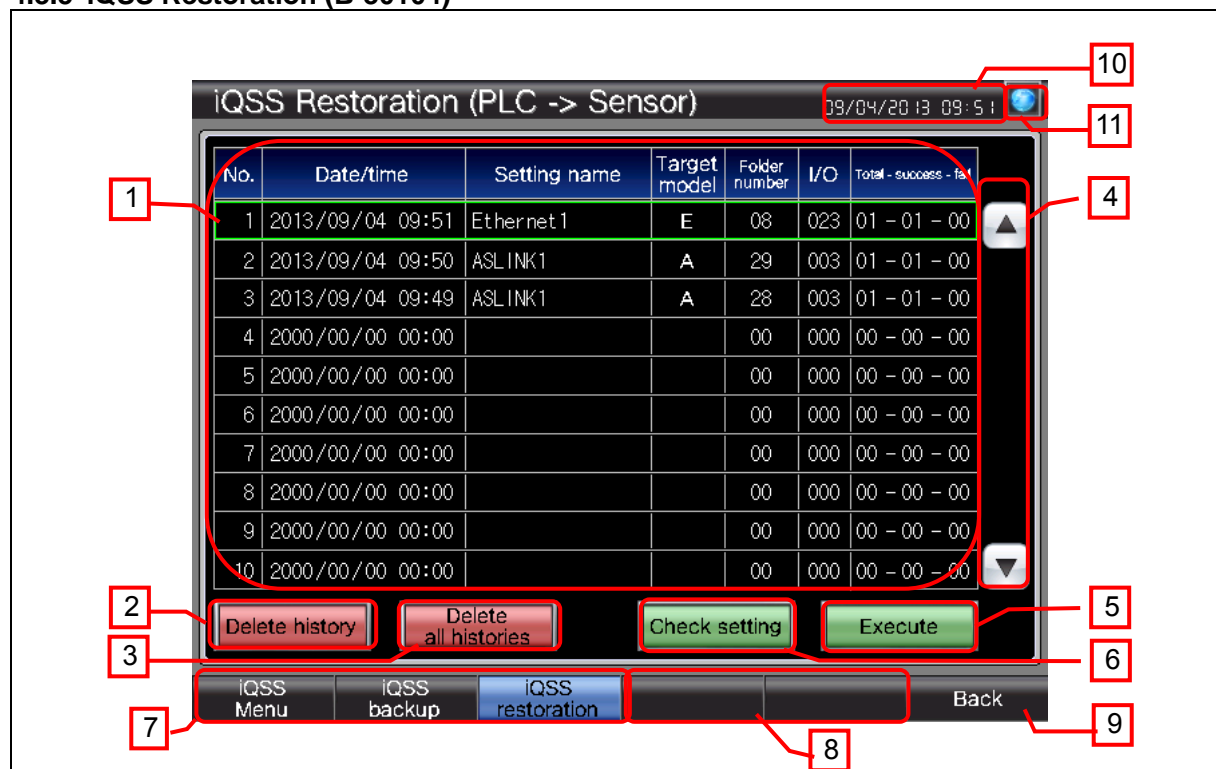 iQSS Restoration (PLC -> Sensor) 09/04/2013 09:51
10
11
No. Date/time Setting name Target model Folder number I/O Total - success - fail
1
4
1 2013/09/04 09:51 Ethernet1 E 08 023 01 - 01 - 00
2 2013/09/04 09:50 ASLINK1 A 29 003 01 - 01 - 00
3 2013/09/04 09:49 ASLINK1 A 28 003 01 - 01 - 00
4 2000/00/00 00:00 00 000 00 - 00 - 00
5 2000/00/00 00:00 00 000 00 - 00 - 00
6 2000/00/00 00:00 00 000 00 - 00 - 00
7 2000/00/00 00:00 00 000 00 - 00 - 00
8 2000/00/00 00:00 00 000 00 - 00 - 00
9 2000/00/00 00:00 00 000 00 - 00 - 00
10 2000/00/00 00:00 00 000 00 - 00 - 00
2
5
Delete history Delete all histories Check setting Execute
3
6
iQSS Menu iQSS backup iQSS restoration Back
7
8
9